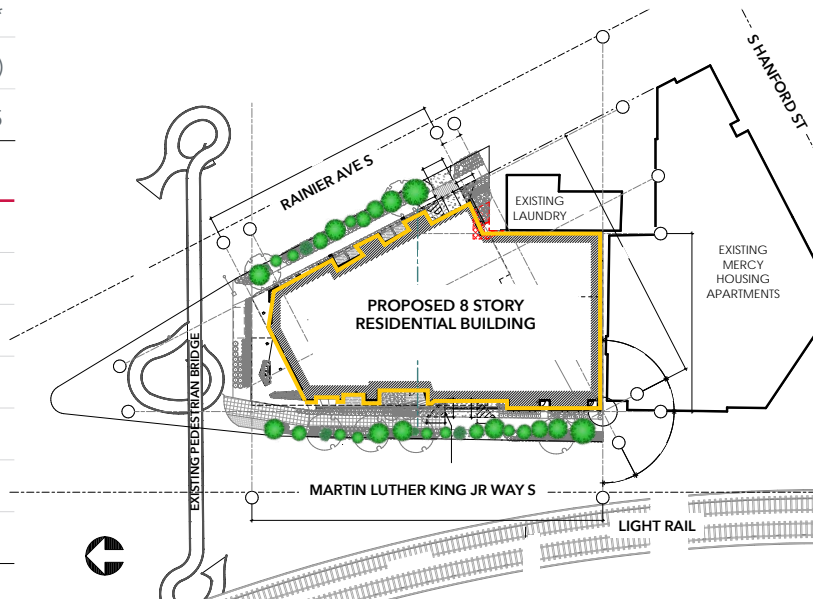 S HANFORD ST
RAINIER AVE S
EXISTING
LAUNDRY
EXISTING
MERCY
HOUSING
APARTMENTS
PROPOSED 8 STORY
RESIDENTIAL BUILDING
EXISTING PEDESTRIAN BRIDGE
MARTIN LUTHER KING JR WAY S
LIGHT RAIL